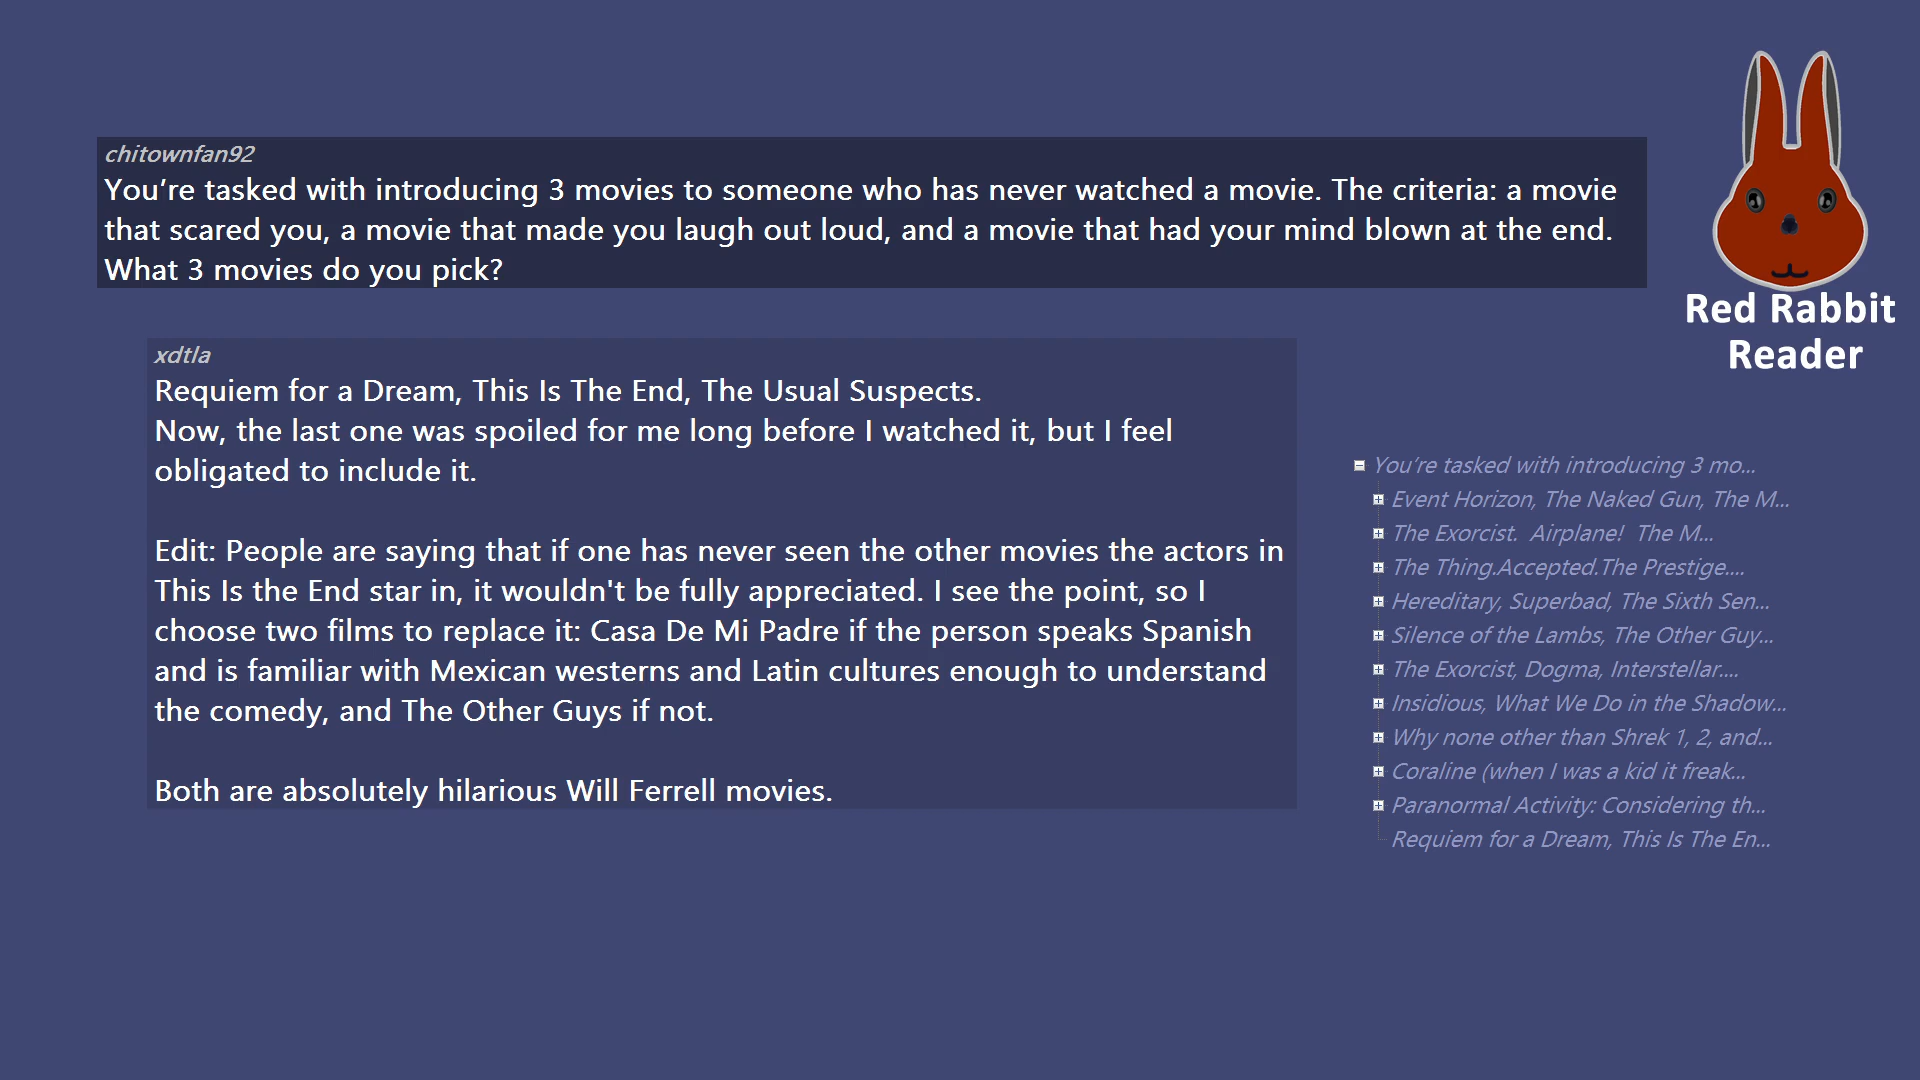 chitownfan92
You’re tasked with introducing 3 movies to someone who has never watched a movie. The criteria: a movie
that scared you, a movie that made you laugh out loud, and a movie that had your mind blown at the end.
What 3 movies do you pick?
Red Rabbit
Reader
xdtla
Requiem for a Dream, This Is The End, The Usual Suspects.
Now, the last one was spoiled for me long before I watched it, but I feel
obligated to include it.
Edit: People are saying that if one has never seen the other movies the actors in
This Is the End star in, it wouldn't be fully appreciated. I see the point, so I
choose two films to replace it: Casa De Mi Padre if the person speaks Spanish
and is familiar with Mexican westerns and Latin cultures enough to understand
the comedy, and The Other Guys if not.
Both are absolutely hilarious Will Ferrell movies.
You’re tasked with introducing 3 mo...
Event Horizon, The Naked Gun, The M...
The Exorcist.  Airplane!  The M...
The Thing.Accepted.The Prestige....
Hereditary, Superbad, The Sixth Sen...
Silence of the Lambs, The Other Guy...
The Exorcist, Dogma, Interstellar....
Insidious, What We Do in the Shadow...
Why none other than Shrek 1, 2, and...
Coraline (when I was a kid it freak...
Paranormal Activity: Considering th...
Requiem for a Dream, This Is The En...